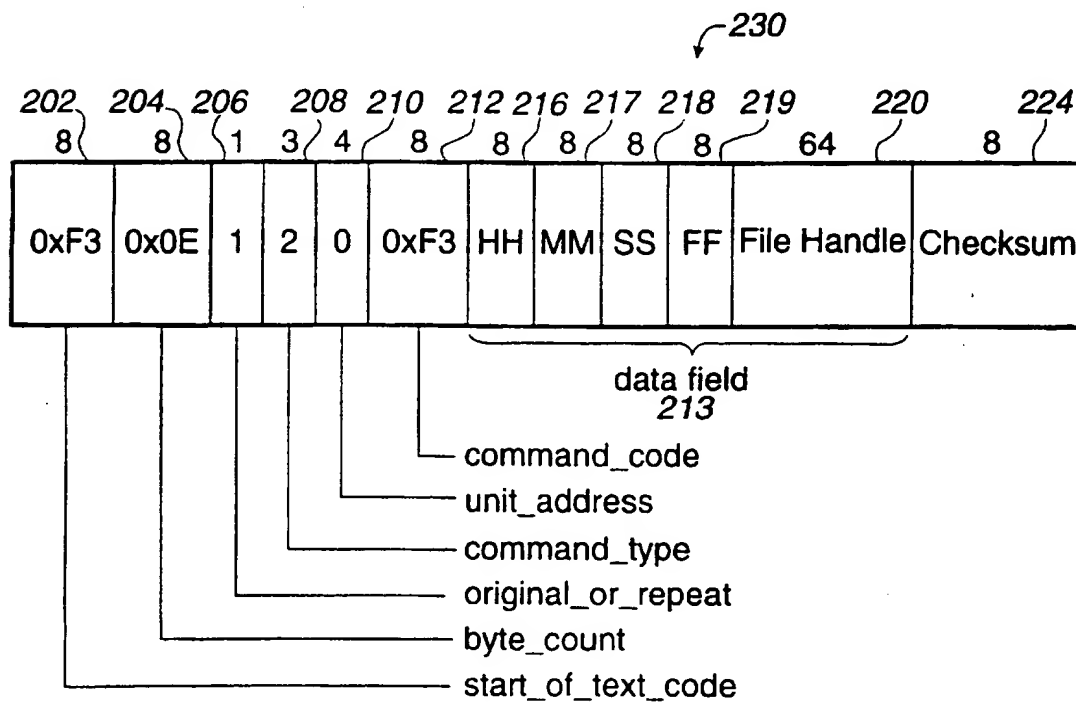 230
202 204 206 208 210 212 216 217 218 219 220 224
8 8 1 3 4 8 8 8 8 8 64 8
0xF3 0x0E 1 2 0 0xF3 HH MM SS FF File Handle Checksum
data field
213
command_code
unit_address
command_type
original_or_repeat
byte_count
start_of_text_code